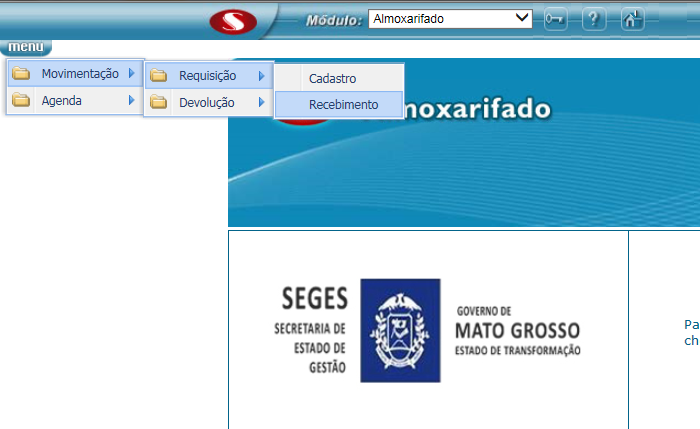 S
Módulo:
Almoxarifado
menu
Movimentação
Agenda
Requisição
Devolução
Cadastro
Recebimento
lmoxarifado
SEGES
SECRETARIA DE
ESTADO DE
GESTÃO
GOVERNO DE
MATO GROSSO
ESTADO DE TRANSFORMAÇÃO
Pa
ch